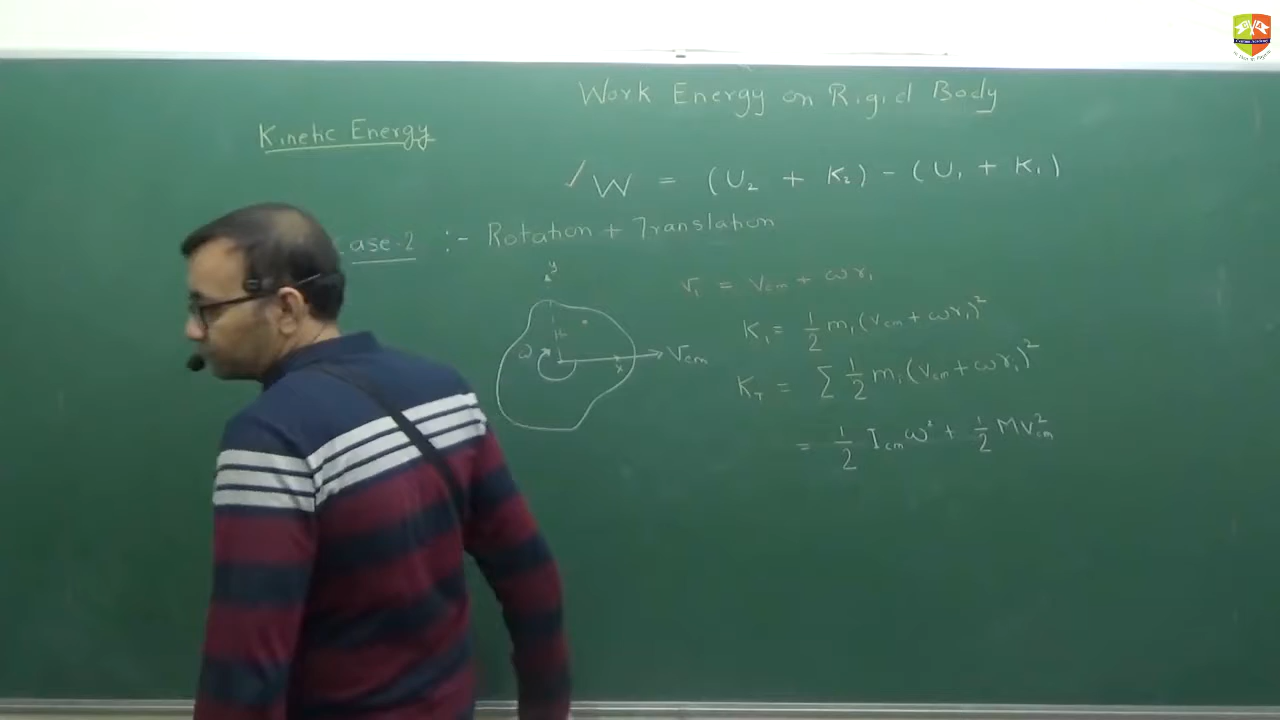 Work Energy on Rigid Body
Kinetic Energy
✓ W = (U₂ + K₂) - (U₁ + K₁)
ase-2 :- Rotation + Translation
y
v₁ = Vcm + ωr₁
K₁ = 1/2 m₁(Vcm + ωr₁)²
ω
Vcm
x
K_T = Σ 1/2 m₁(Vcm + ωr₁)²
= 1/2 Icm ω² + 1/2 M Vcm²